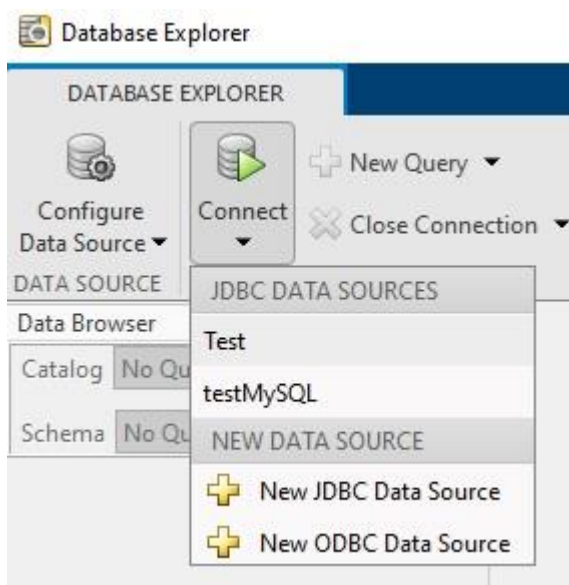 Database Explorer
DATABASE EXPLORER
Configure
Data Source
Connect
New Query
Close Connection
DATA SOURCE
JDBC DATA SOURCES
Data Browser
Test
Catalog No Qu
testMySQL
Schema No Qu
NEW DATA SOURCE
New JDBC Data Source
New ODBC Data Source